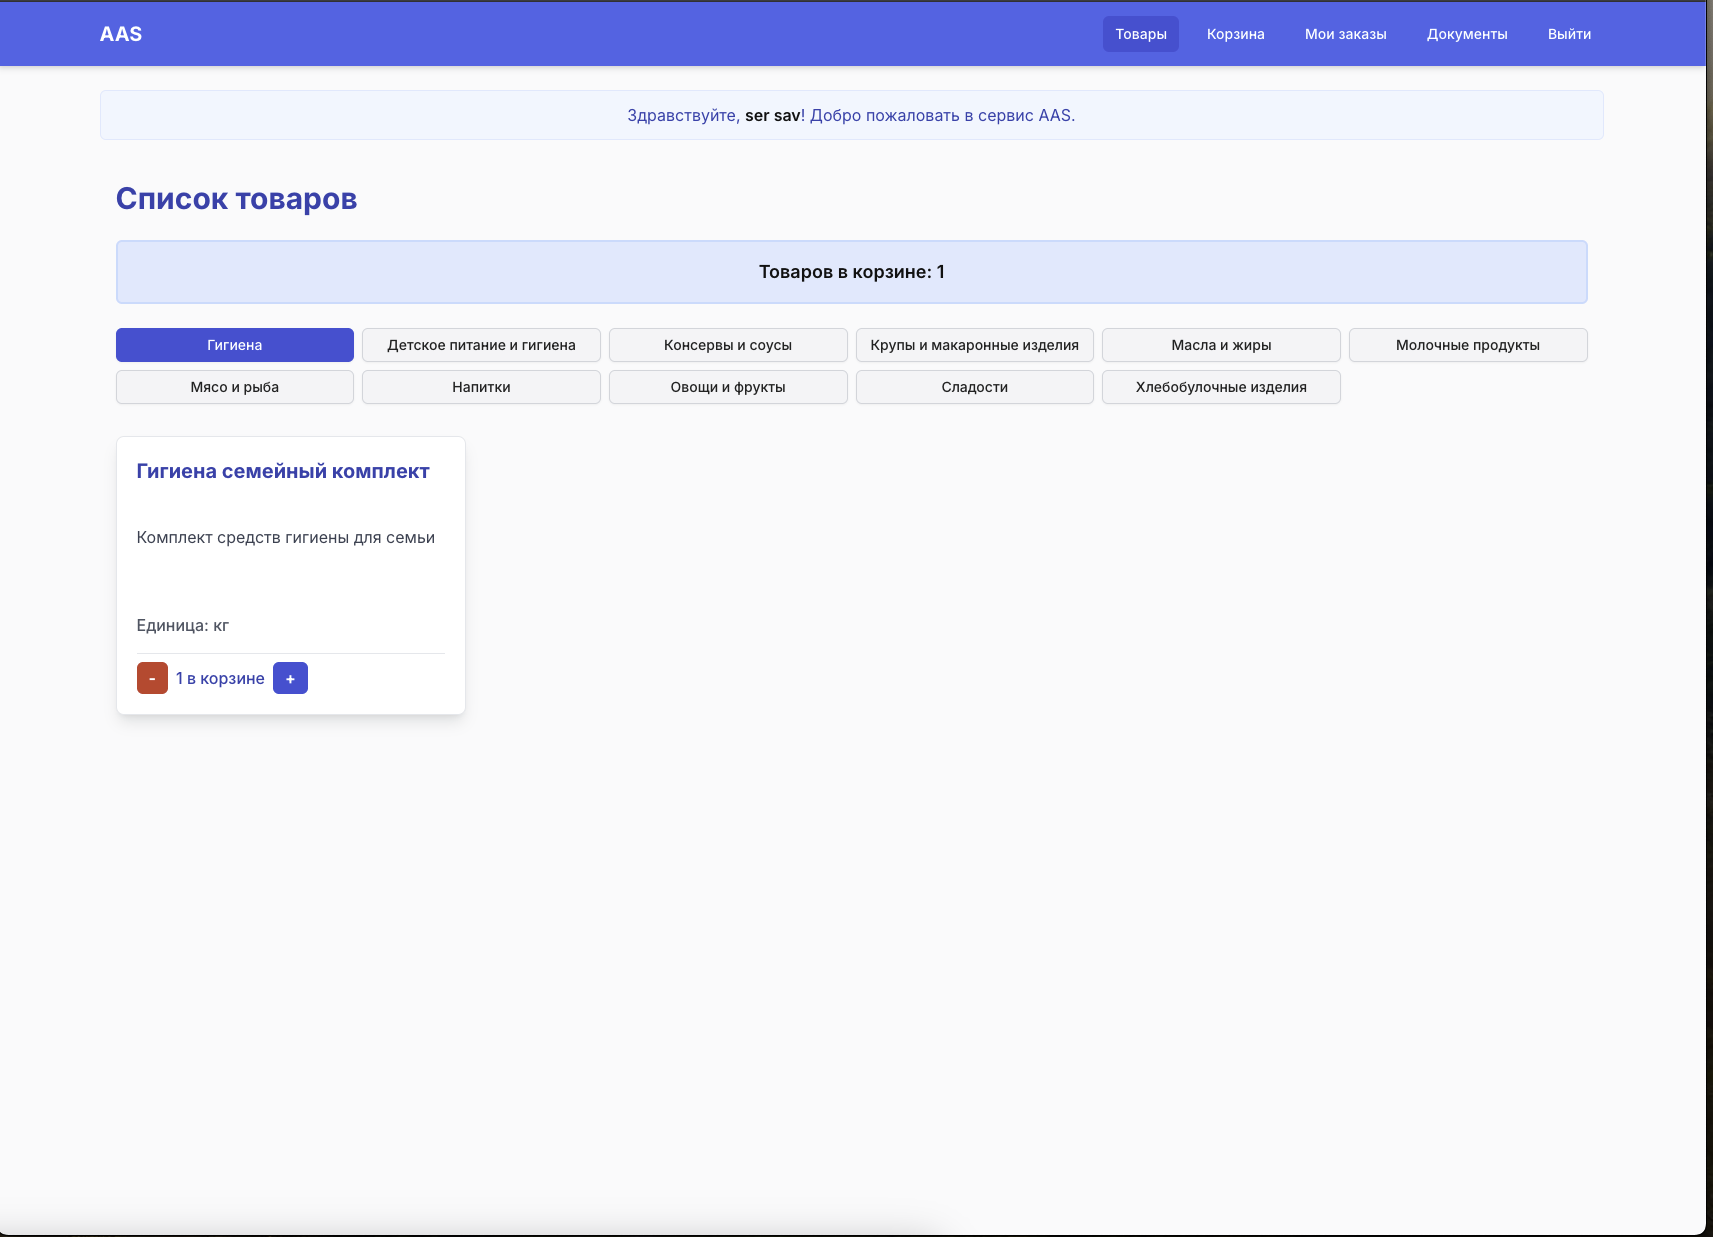 AAS
Товары Корзина Мои заказы Документы Выйти
Здравствуйте, ser sav! Добро пожаловать в сервис AAS.
Список товаров
Товаров в корзине: 1
Гигиена Детское питание и гигиена Консервы и соусы Крупы и макаронные изделия Масла и жиры Молочные продукты
Мясо и рыба Напитки Овощи и фрукты Сладости Хлебобулочные изделия
Гигиена семейный комплект
Комплект средств гигиены для семьи
Единица: кг
- 1 в корзине +